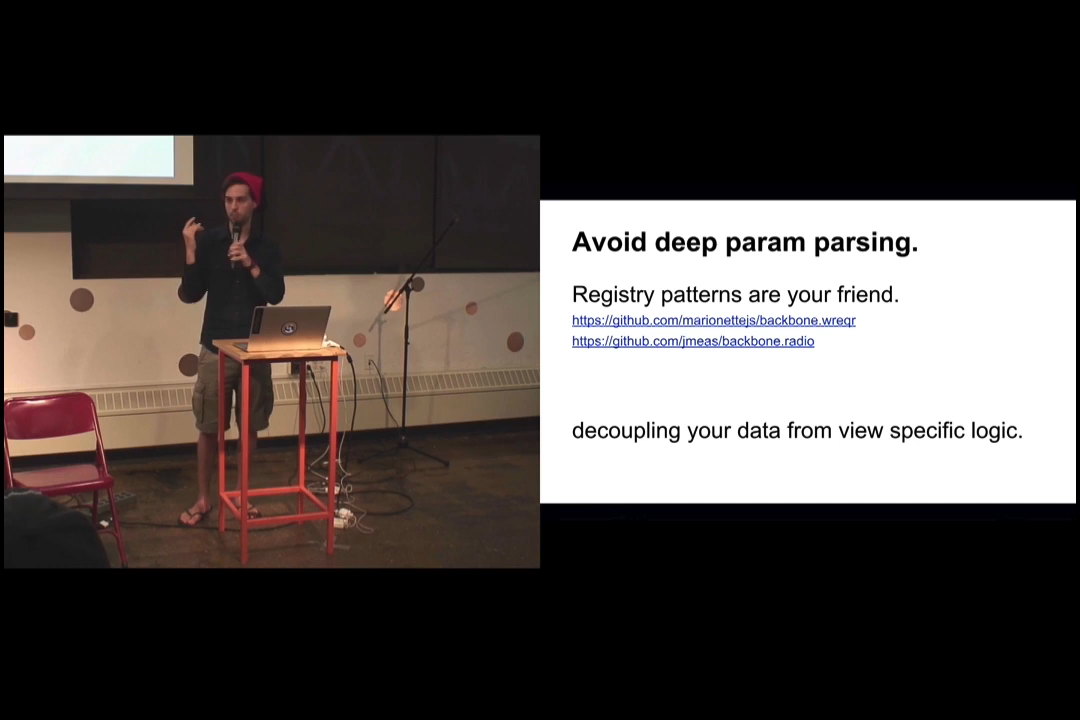 Avoid deep param parsing.
Registry patterns are your friend.
https://github.com/marionettejs/backbone.wreqr
https://github.com/jmeas/backbone.radio
decoupling your data from view specific logic.